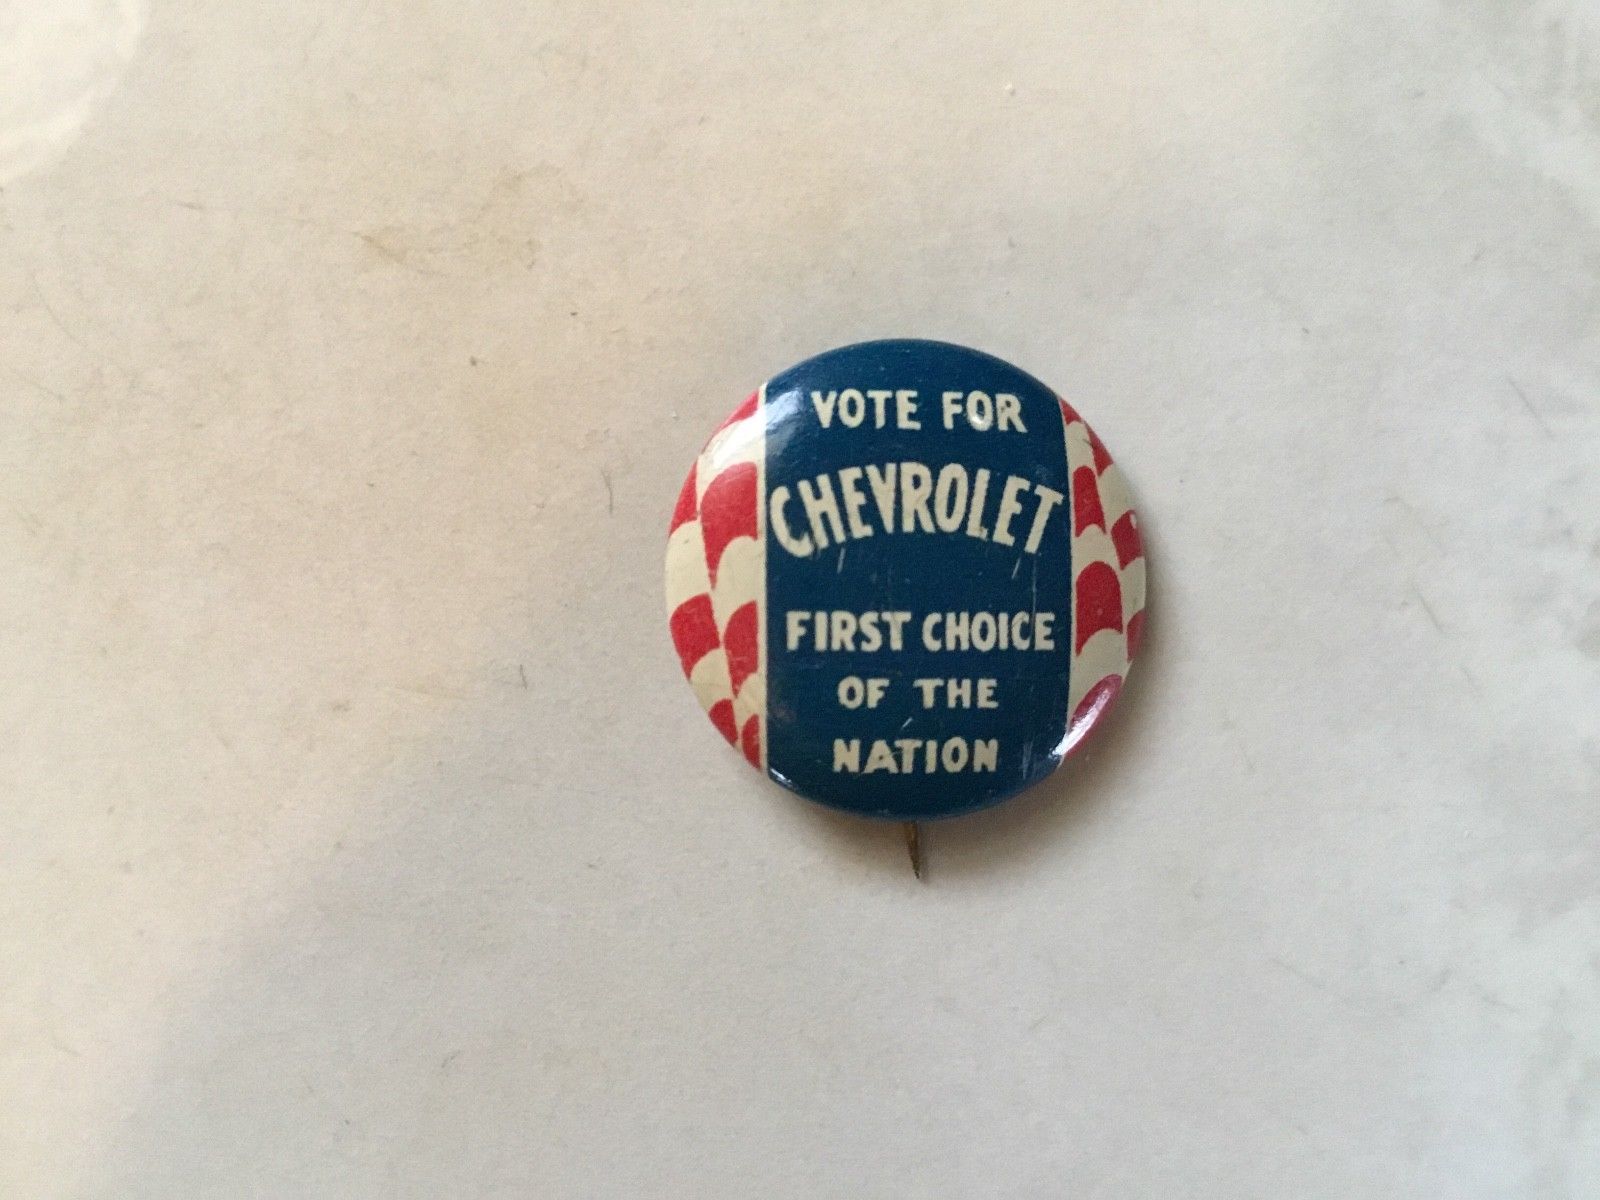 VOTE FOR
CHEVROLET
FIRST CHOICE
OF THE
NATION